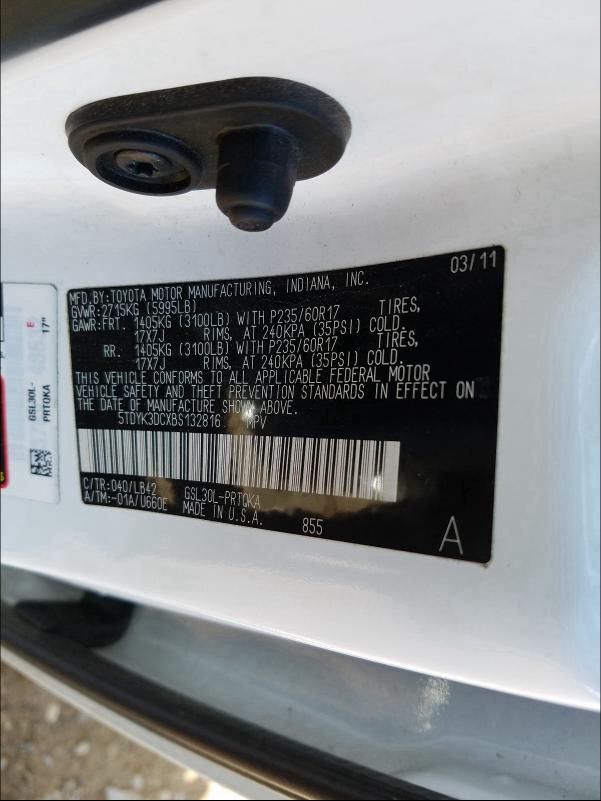 03/11
MFD.BY:TOYOTA MOTOR MANUFACTURING, INDIANA, INC.
GVWR:2715KG (5995LB)
GAWR:FRT. 1405KG (3100LB) WITH P235/60R17 TIRES,
17X7J RIMS, AT 240KPA (35PSI) COLD.
RR. 1405KG (3100LB) WITH P235/60R17 TIRES,
17X7J RIMS, AT 240KPA (35PSI) COLD.
THIS VEHICLE CONFORMS TO ALL APPLICABLE FEDERAL MOTOR
VEHICLE SAFETY AND THEFT PREVENTION STANDARDS IN EFFECT ON
THE DATE OF MANUFACTURE SHOWN ABOVE.
5TDYK3DCXBS132816 MPV
C/TR:040/LB42 GSL30L-PRTQKA
A/TM:-01A/U660E MADE IN U.S.A. 855
A
E
17"
GSL30L-
PRTQKA